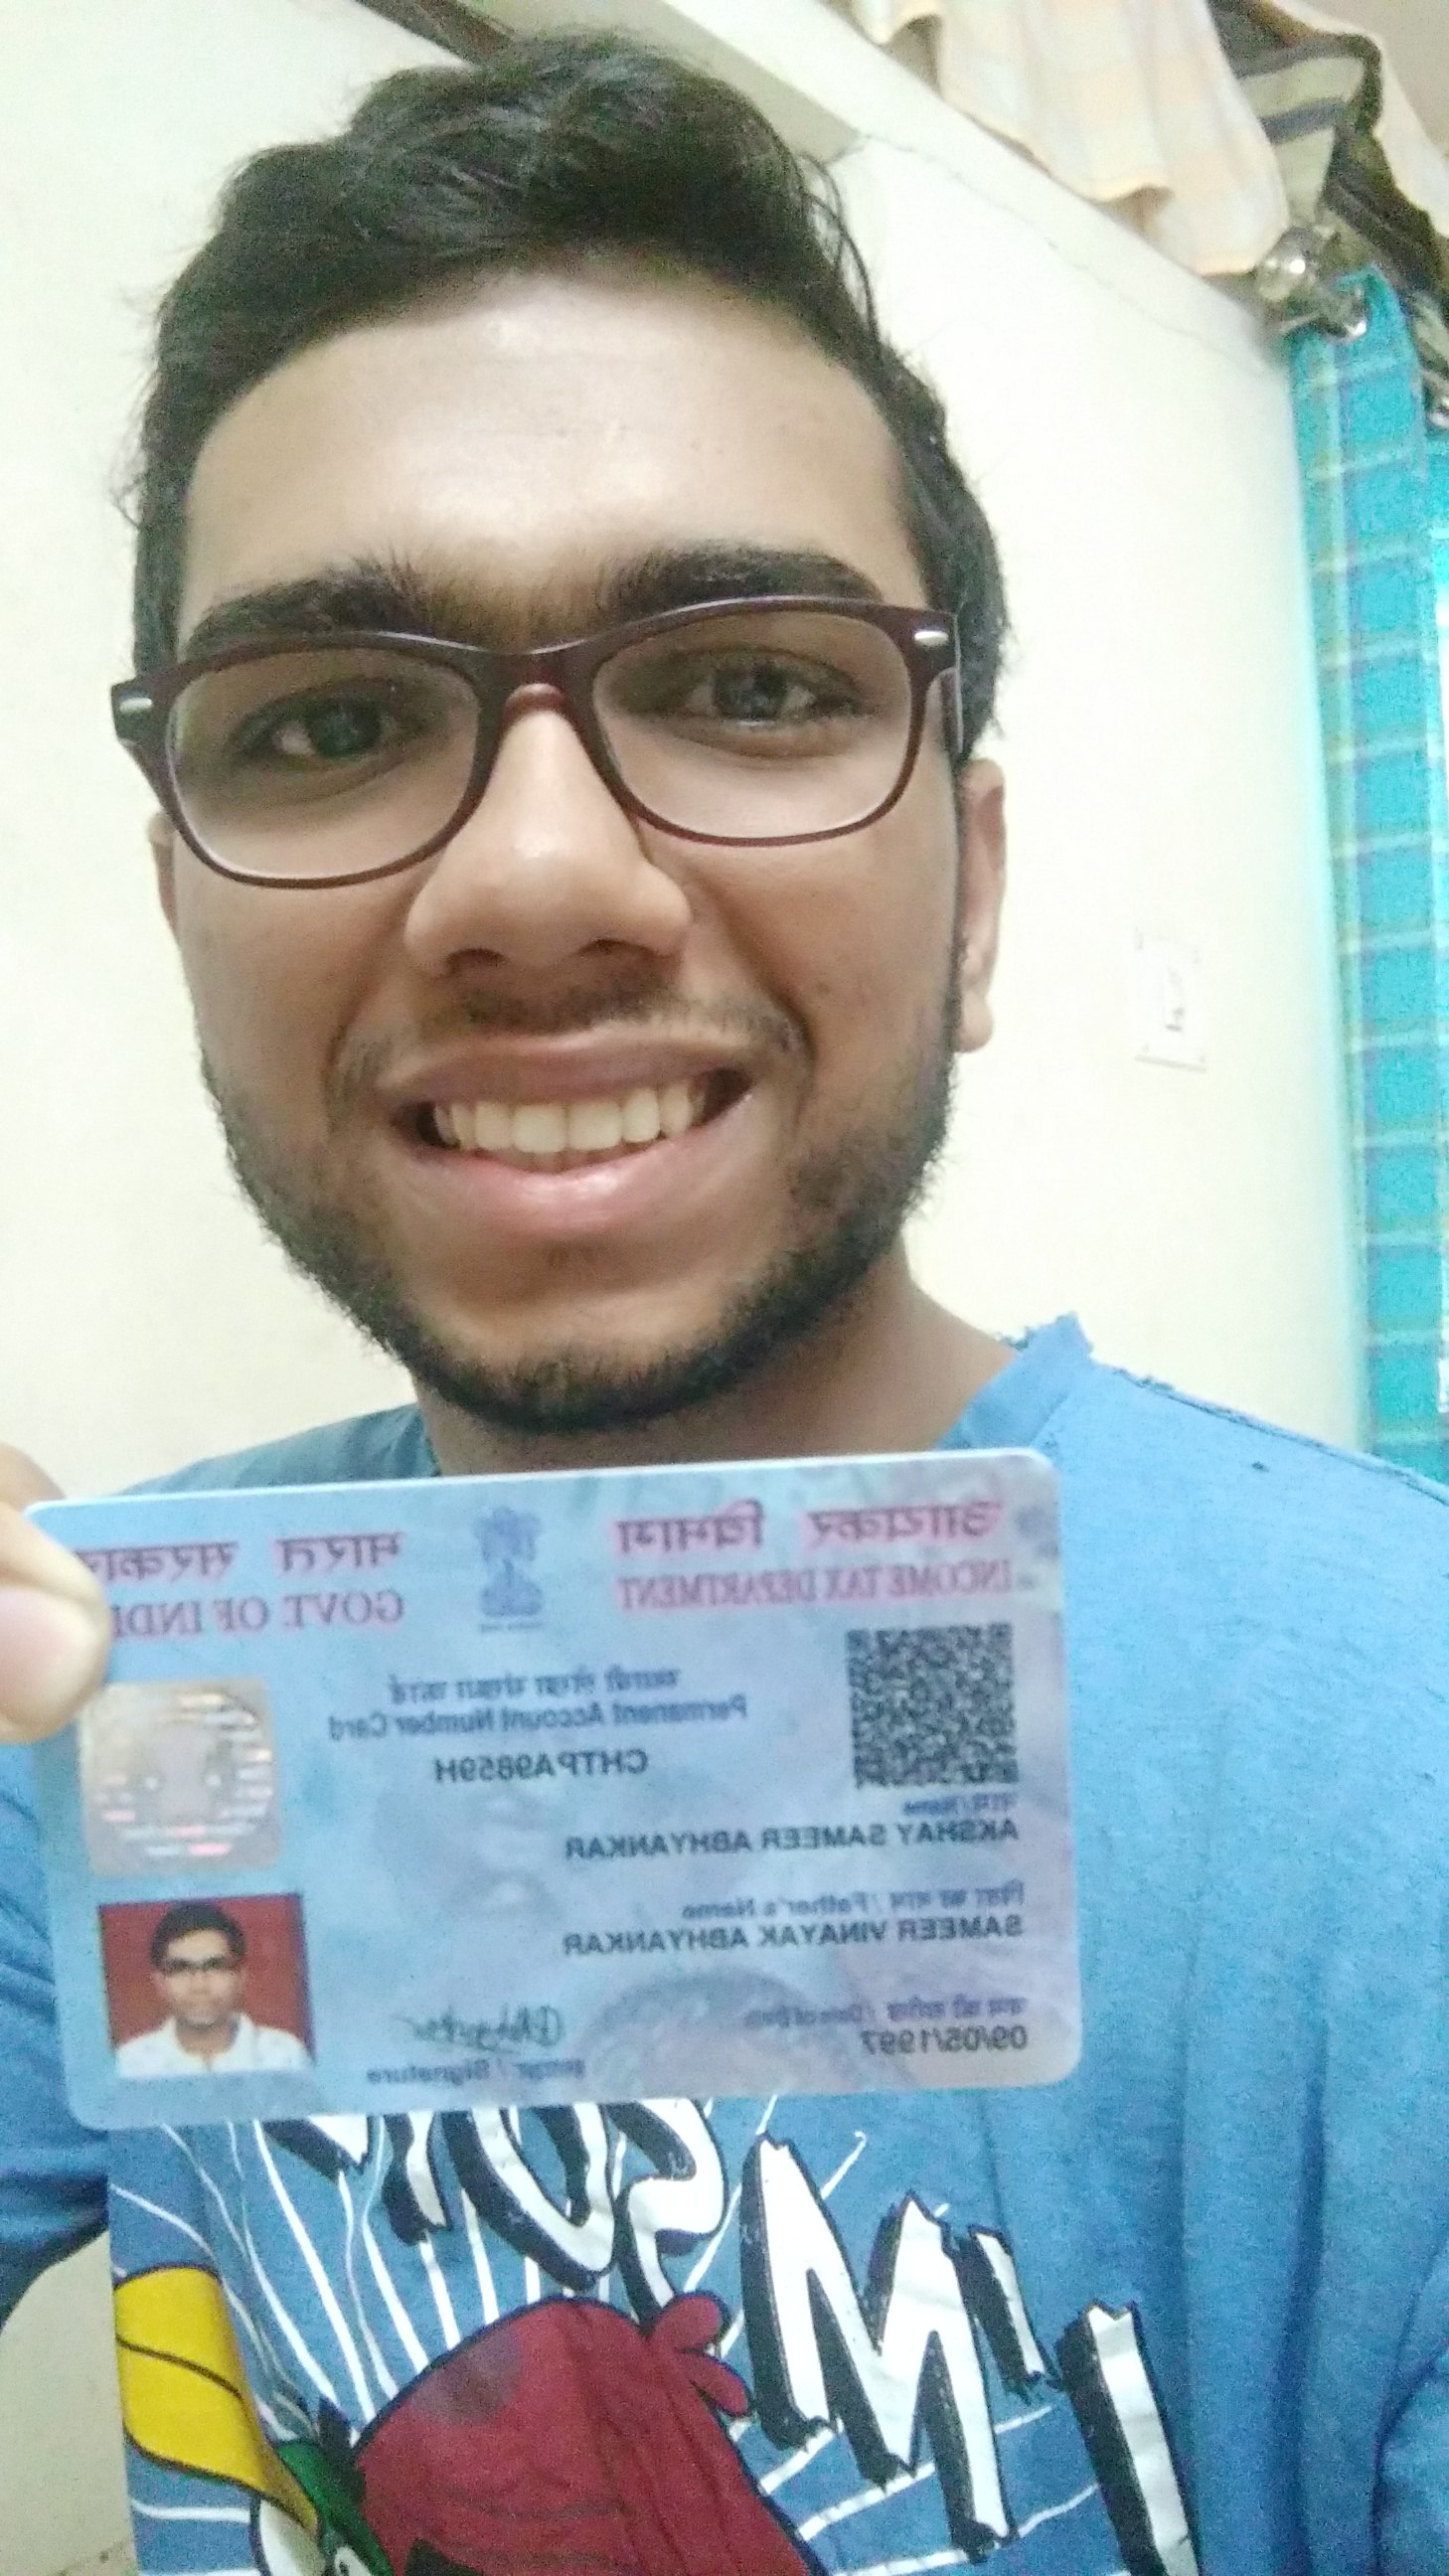 आयकर विभाग
INCOME TAX DEPARTMENT
भारत सरकार
GOVT. OF INDI
स्थायी लेखा संख्या कार्ड
Permanent Account Number Card
CHTPA9859H
नाम / Name
AKSHAY SAMEER ABHYANKAR
पिता का नाम / Father's Name
SAMEER VINAYAK ABHYANKAR
जन्म की तारीख / Date of Birth
09/05/1997
हस्ताक्षर / Signature
I'M